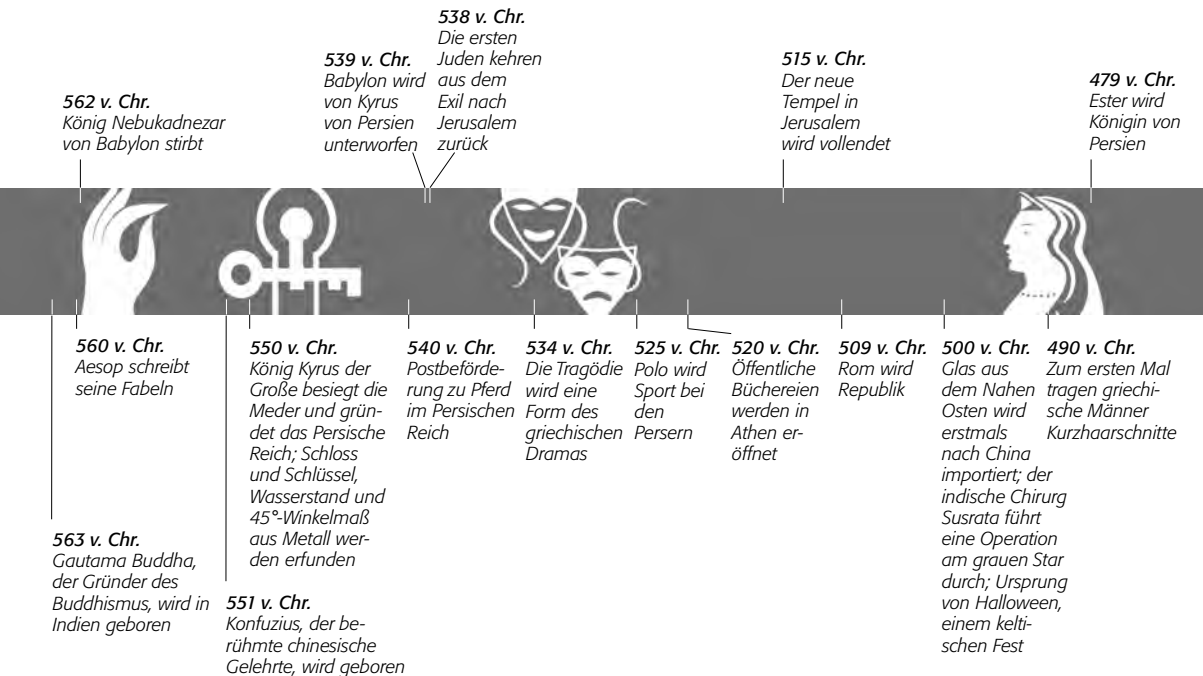 562 v. Chr.
König Nebukadnezar
von Babylon stirbt
539 v. Chr.
Babylon wird
von Kyrus
von Persien
unterworfen
538 v. Chr.
Die ersten
Juden kehren
aus dem
Exil nach
Jerusalem
zurück
515 v. Chr.
Der neue
Tempel in
Jerusalem
wird vollendet
479 v. Chr.
Ester wird
Königin von
Persien
563 v. Chr.
Gautama Buddha,
der Gründer des
Buddhismus, wird in
Indien geboren
560 v. Chr.
Aesop schreibt
seine Fabeln
551 v. Chr.
Konfuzius, der be-
rühmte chinesische
Gelehrte, wird geboren
550 v. Chr.
König Kyrus der
Große besiegt die
Meder und grün-
det das Persische
Reich; Schloss
und Schlüssel,
Wasserstand und
45°-Winkelmaß
aus Metall wer-
den erfunden
540 v. Chr.
Postbeförde-
rung zu Pferd
im Persischen
Reich
534 v. Chr.
Die Tragödie
wird eine
Form des
griechischen
Dramas
525 v. Chr.
Polo wird
Sport bei
den
Persern
520 v. Chr.
Öffentliche
Büchereien
werden in
Athen er-
öffnet
509 v. Chr.
Rom wird
Republik
500 v. Chr.
Glas aus
dem Nahen
Osten wird
erstmals
nach China
importiert; der
indische Chirurg
Susrata führt
eine Operation
am grauen Star
durch; Ursprung
von Halloween,
einem kelti-
schen Fest
490 v. Chr.
Zum ersten Mal
tragen griechi-
sche Männer
Kurzhaarschnitte